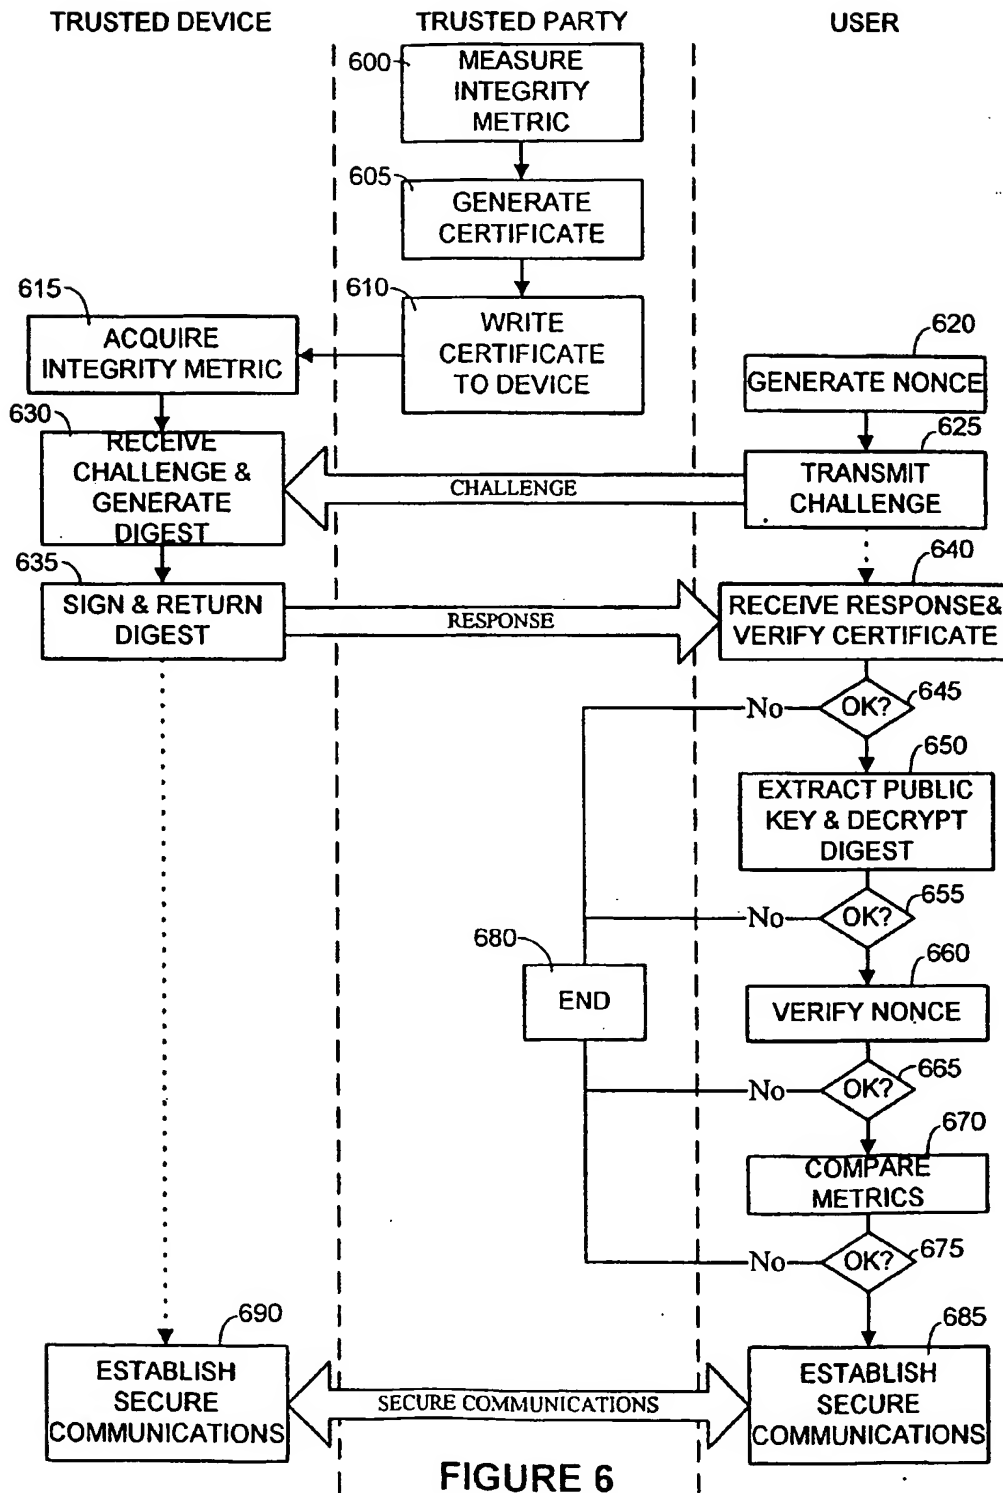 TRUSTED DEVICE
TRUSTED PARTY
USER
600
MEASURE
INTEGRITY
METRIC
605
GENERATE
CERTIFICATE
610
WRITE
CERTIFICATE
TO DEVICE
615
ACQUIRE
INTEGRITY METRIC
620
GENERATE NONCE
625
TRANSMIT
CHALLENGE
630
RECEIVE
CHALLENGE &
GENERATE
DIGEST
CHALLENGE
635
SIGN & RETURN
DIGEST
RESPONSE
640
RECEIVE RESPONSE&
VERIFY CERTIFICATE
645
OK?
No
650
EXTRACT PUBLIC
KEY & DECRYPT
DIGEST
655
OK?
No
680
END
660
VERIFY NONCE
665
OK?
No
670
COMPARE
METRICS
675
OK?
No
690
ESTABLISH
SECURE
COMMUNICATIONS
SECURE COMMUNICATIONS
685
ESTABLISH
SECURE
COMMUNICATIONS
FIGURE 6